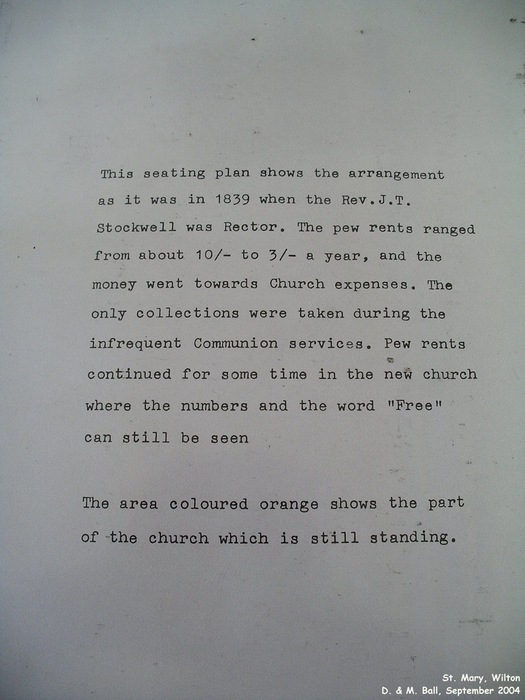 This seating plan shows the arrangement
as it was in 1839 when the Rev.J.T.
Stockwell was Rector. The pew rents ranged
from about 10/- to 3/- a year, and the
money went towards Church expenses. The
only collections were taken during the
infrequent Communion services. Pew rents
continued for some time in the new church
where the numbers and the word "Free"
can still be seen
The area coloured orange shows the part
of the church which is still standing.
St. Mary, Wilton
D. & M. Ball, September 2004